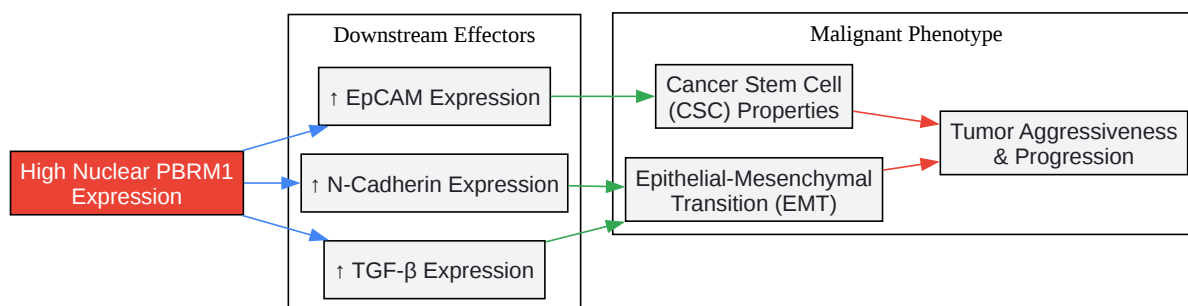 Downstream Effectors
Malignant Phenotype
High Nuclear PBRM1
Expression
↑ EpCAM Expression
↑ N-Cadherin Expression
↑ TGF-β Expression
Cancer Stem Cell
(CSC) Properties
Epithelial-Mesenchymal
Transition (EMT)
Tumor Aggressiveness
& Progression